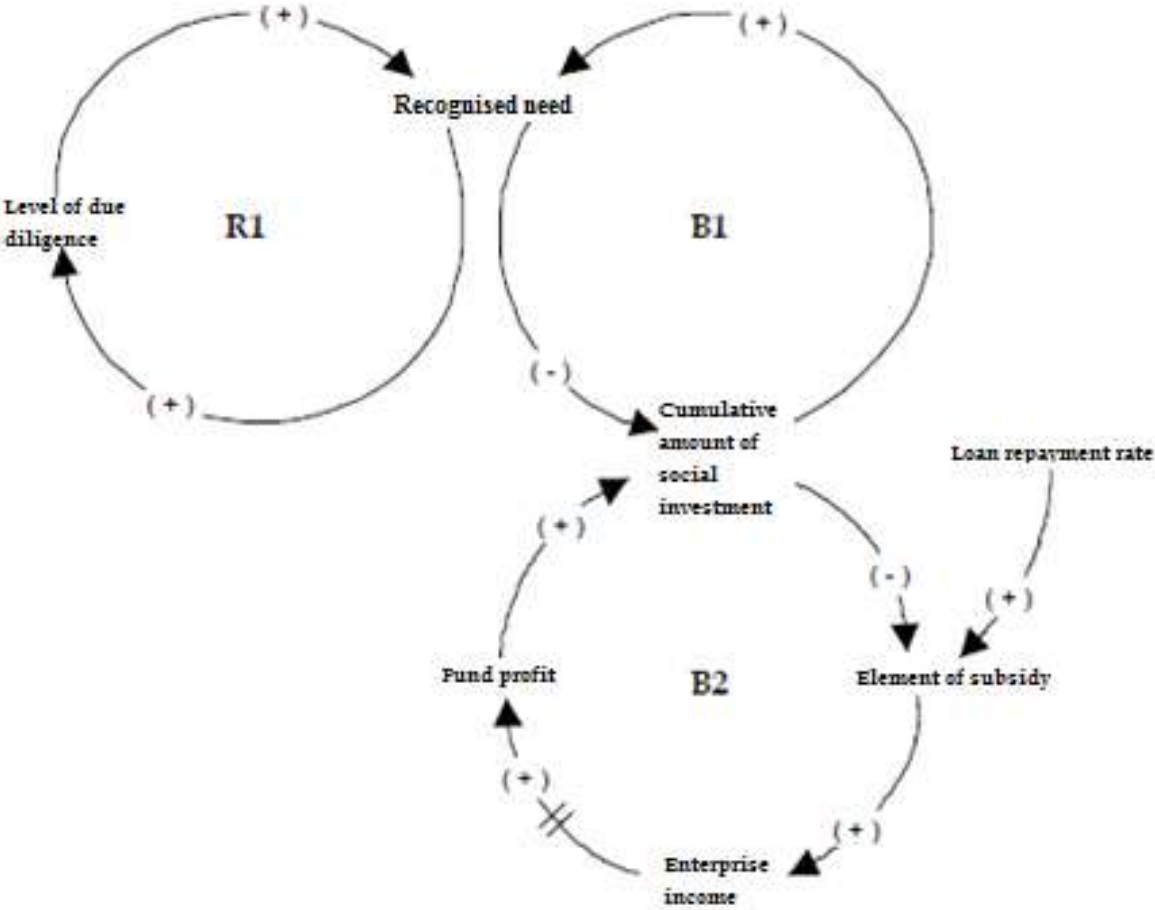 ( + )
( + )
Recognised need
Level of due
diligence
R1
B1
( - )
( + )
Cumulative
amount of
social
investment
Loan repayment rate
( + )
( - )
( + )
Fund profit
B2
Element of subsidy
( + )
( + )
Enterprise
income